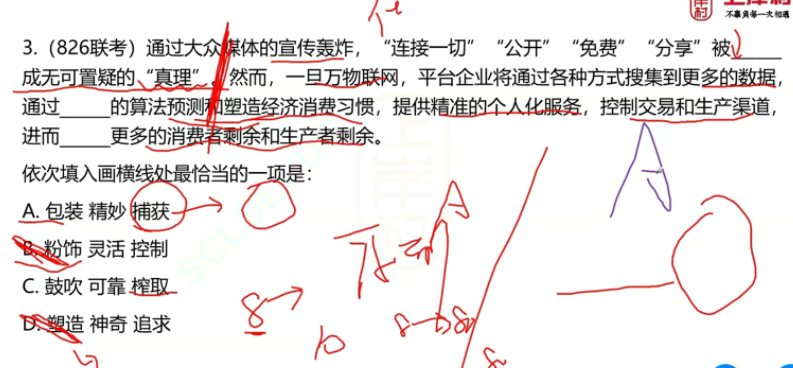 不事贪每一天相遇
3.（826联考）通过大众媒体的宣传轰炸，“连接一切”“公开”“免费”“分享”被_____
成无可置疑的“真理”。然而，一旦万物联网，平台企业将通过各种方式搜集到更多的数据，
通过_____的算法预测和塑造经济消费习惯，提供精准的个人化服务，控制交易和生产渠道，
进而_____更多的消费者剩余和生产者剩余。
依次填入画横线处最恰当的一项是：
A. 包装 精妙 捕获
B. 粉饰 灵活 控制
C. 鼓吹 可靠 榨取
D. 塑造 神奇 追求
A
A
8